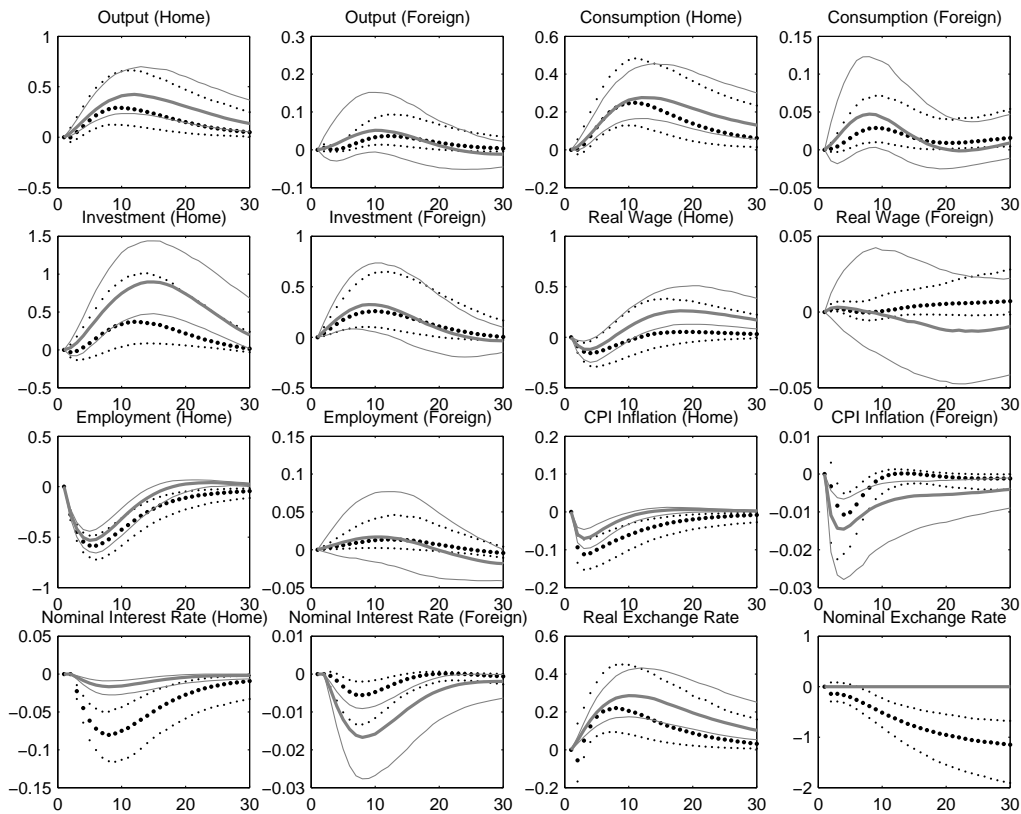 Output (Home) Output (Foreign) Consumption (Home) Consumption (Foreign)
1 0.3 0.6 0.15
0.5 0.2 0.4 0.1
0 0.1 0.2 0.05
−0.5 0 0 0
−0.1 −0.2 −0.05
0 10 20 30 0 10 20 30 0 10 20 30 0 10 20 30
Investment (Home) Investment (Foreign) Real Wage (Home) Real Wage (Foreign)
1.5 1 1 0.05
1 0.5 0.5 0
0.5 0 0 −0.05
0 −0.5 −0.5
−0.5
0 10 20 30 0 10 20 30 0 10 20 30 0 10 20 30
Employment (Home) Employment (Foreign) CPI Inflation (Home) CPI Inflation (Foreign)
0.5 0.15 0.2 0.01
0 0.1 0.1 0
−0.5 0.05 0 −0.01
−1 0 −0.1 −0.02
−0.05 −0.2 −0.03
0 10 20 30 0 10 20 30 0 10 20 30 0 10 20 30
Nominal Interest Rate (Home) Nominal Interest Rate (Foreign) Real Exchange Rate Nominal Exchange Rate
0.05 0.01 0.6 1
0 0 0.4 0
−0.05 −0.01 0.2 −1
−0.1 −0.02 0 −2
−0.15 −0.03 −0.2
0 10 20 30 0 10 20 30 0 10 20 30 0 10 20 30